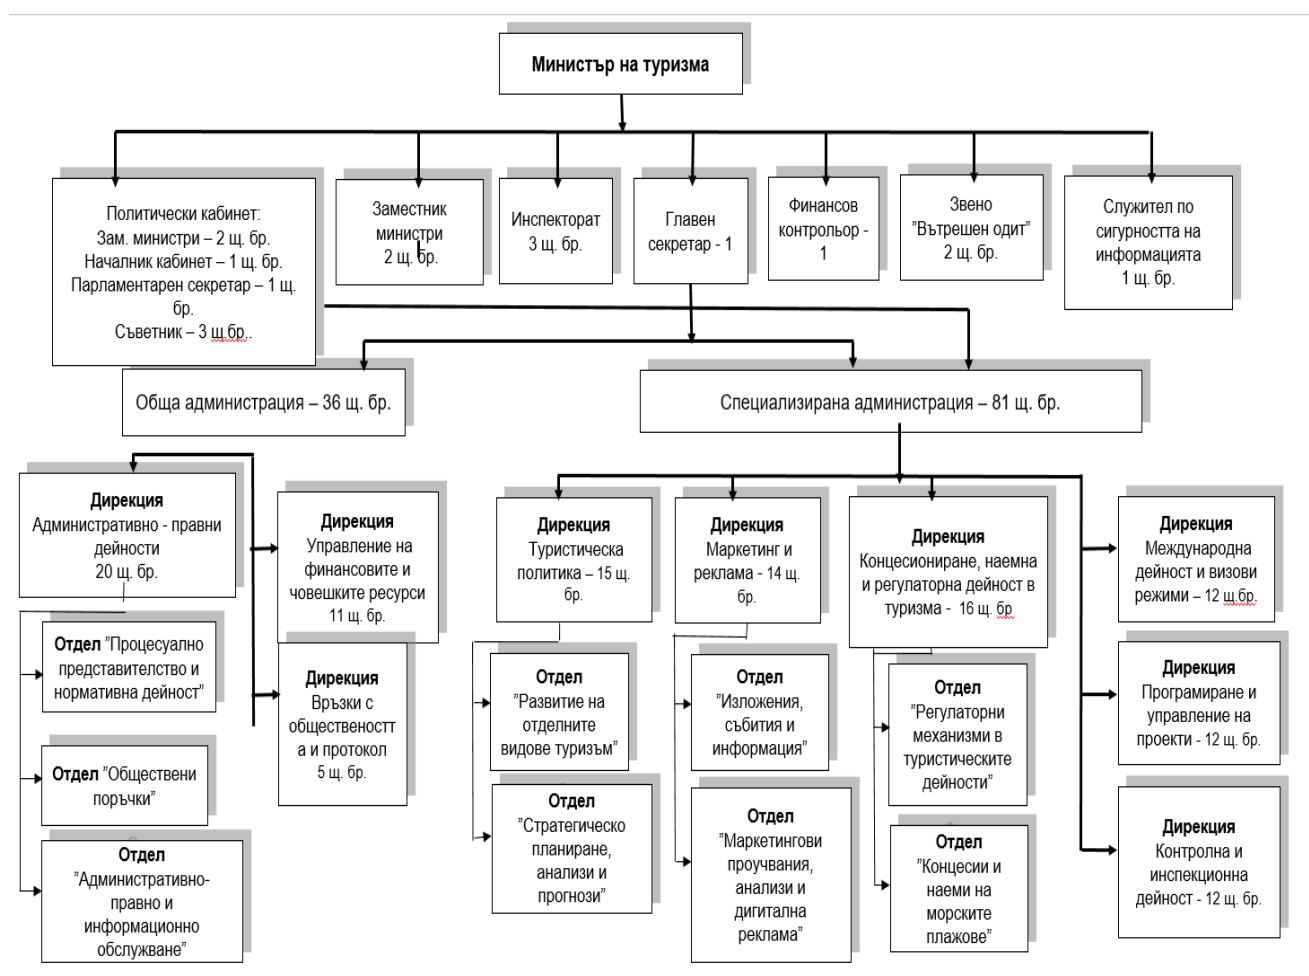 Министър на туризма
Политически кабинет:
Зам. министри – 2 щ. бр.
Началник кабинет – 1 щ. бр.
Парламентарен секретар – 1 щ.
бр.
Съветник – 3 щ.бр..
Заместник
министри
2 щ. бр.
Инспекторат
3 щ. бр.
Главен
секретар - 1
Финансов
контрольор -
1
Звено
”Вътрешен одит”
2 щ. бр.
Служител по
сигурността на
информацията
1 щ. бр.
Обща администрация – 36 щ. бр.
Специализирана администрация – 81 щ. бр.
Дирекция
Административно - правни
дейности
20 щ. бр.
Отдел ”Процесуално
представителство и
нормативна дейност”
Отдел ”Обществени
поръчки”
Отдел
”Административно-
правно и
информационно
обслужване”
Дирекция
Управление на
финансовите и
човешките ресурси
11 щ. бр.
Дирекция
Връзки с
общественостт
а и протокол
5 щ. бр.
Дирекция
Туристическа
политика – 15 щ.
бр.
Отдел
”Развитие на
отделните
видове туризъм”
Отдел
”Стратегическо
планиране,
анализи и
прогнози”
Дирекция
Маркетинг и
реклама - 14 щ.
бр.
Отдел
”Изложения,
събития и
информация”
Отдел
”Маркетингови
проучвания,
анализи и
дигитална
реклама”
Дирекция
Концесиониране, наемна
и регулаторна дейност в
туризма - 16 щ. бр
Отдел
”Регулаторни
механизми в
туристическите
дейности”
Отдел
”Концесии и
наеми на
морските
плажове”
Дирекция
Международна
дейност и визови
режими – 12 щ.бр.
Дирекция
Програмиране и
управление на
проекти - 12 щ. бр.
Дирекция
Контролна и
инспекционна
дейност - 12 щ. бр.